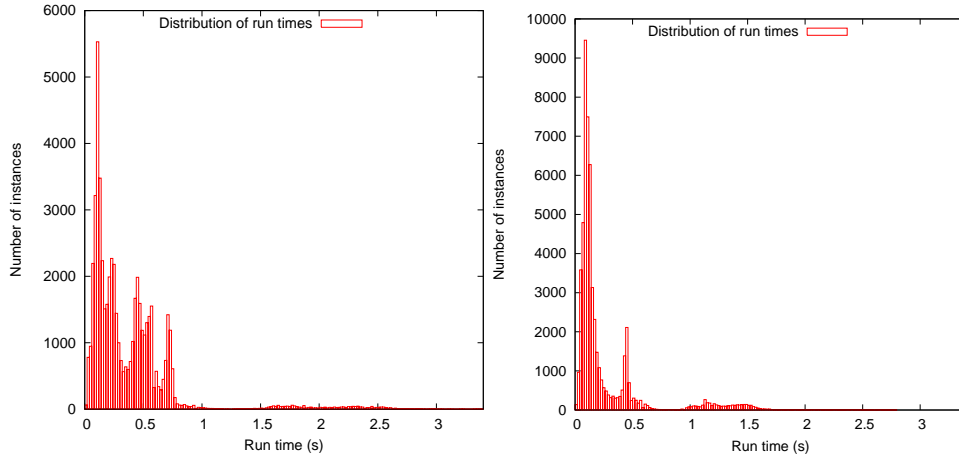 Distribution of run times
6000
5000
4000
3000
2000
1000
0
Number of instances
0 0.5 1 1.5 2 2.5 3
Run time (s)
Distribution of run times
10000
9000
8000
7000
6000
5000
4000
3000
2000
1000
0
Number of instances
0 0.5 1 1.5 2 2.5 3
Run time (s)